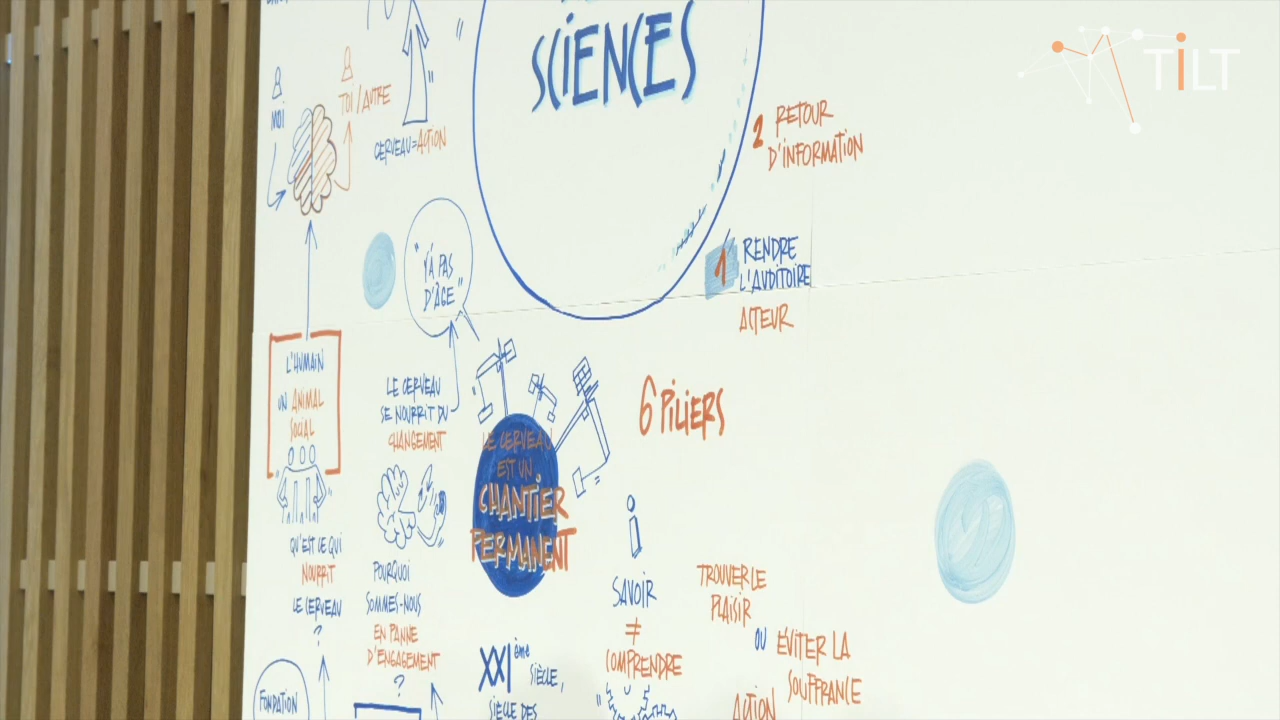 TiLT
SCIENCES
MOI
TOI / AUTRE
CERVEAU = ACTION
2 RETOUR
D'INFORMATION
"Y'A PAS
D'ÂGE"
1 RENDRE
L'AUDITOIRE
ACTEUR
L'HUMAIN
UN ANIMAL
SOCIAL
QU'EST CE QUI
NOURRIT
LE CERVEAU
?
FONDATION
LE CERVEAU
SE NOURRIT DU
CHANGEMENT
POURQUOI
SOMMES-NOUS
EN PANNE
D'ENGAGEMENT
?
LE CERVEAU
EST UN
CHANTIER
PERMANENT
6 PILIERS
XXIème SIÈCLE,
SIÈCLE DES
SAVOIR
≠
COMPRENDRE
TROUVER LE
PLAISIR
OU ÉVITER LA
SOUFFRANCE
ACTION